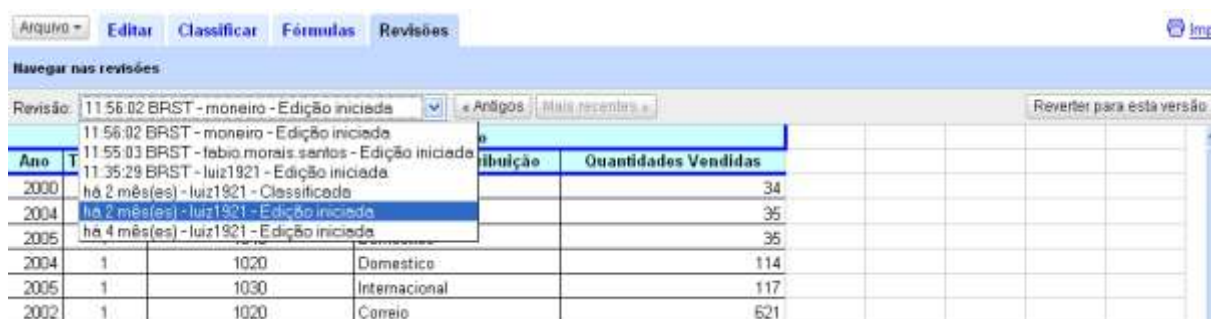 Arquivo Editar Classificar Fórmulas Revisões Imp
Navegar nas revisões
Revisão: 11:56:02 BRST - moneiro - Edição iniciada « Antigos Mais recentes » Reverter para esta versão
11:56:02 BRST - moneiro - Edição iniciada
11:55:03 BRST - fabio.morais.santos - Edição iniciada
11:35:29 BRST - luiz1921 - Edição iniciada
há 2 mês(es) - luiz1921 - Classificada
há 2 mês(es) - luiz1921 - Edição iniciada
há 4 mês(es) - luiz1921 - Edição iniciada
Ano T ribuição Quantidades Vendidas
2000 34
2004 35
2005 35
2004 1 1020 Domestico 114
2005 1 1030 Internacional 117
2002 1 1020 Correio 621